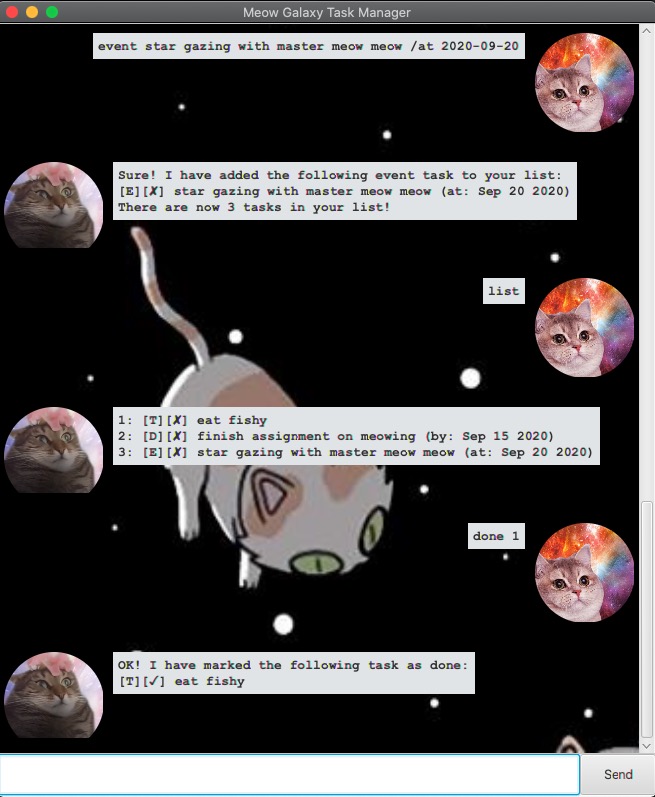 Meow Galaxy Task Manager
event star gazing with master meow meow /at 2020-09-20
Sure! I have added the following event task to your list:
[E][✘] star gazing with master meow meow (at: Sep 20 2020)
There are now 3 tasks in your list!
list
1: [T][✘] eat fishy
2: [D][✘] finish assignment on meowing (by: Sep 15 2020)
3: [E][✘] star gazing with master meow meow (at: Sep 20 2020)
done 1
OK! I have marked the following task as done:
[T][✓] eat fishy
Send